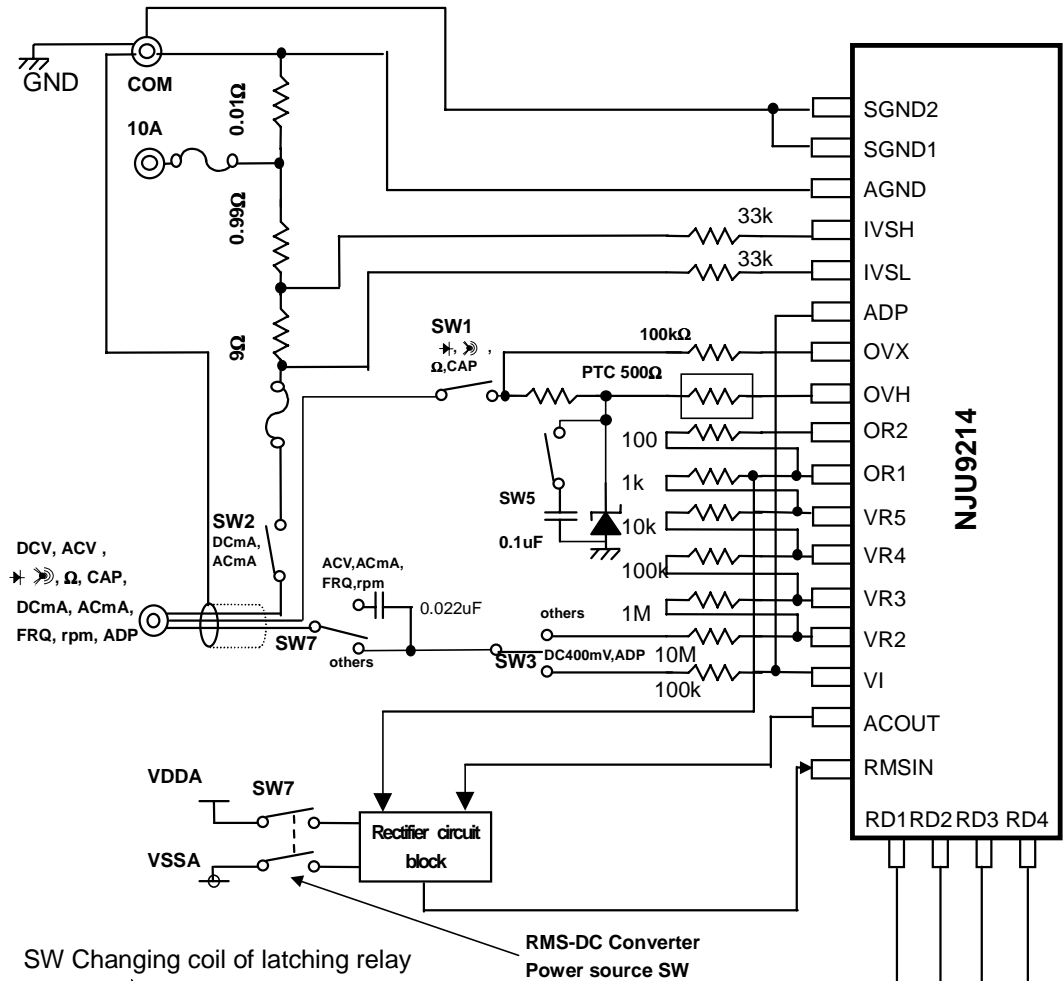 GND
COM
0.01Ω
10A
0.99Ω
9Ω
SGND2
SGND1
AGND
IVSH
IVSL
ADP
OVX
OVH
OR2
OR1
VR5
VR4
VR3
VR2
VI
ACOUT
RMSIN
RD1 RD2 RD3 RD4
NJU9214
33k
33k
SW1
,
Ω,CAP
100kΩ
PTC 500Ω
100
1k
10k
100k
1M
10M
100k
SW5
0.1uF
SW2
DCmA,
ACmA
DCV, ACV ,
, Ω, CAP,
DCmA, ACmA,
FRQ, rpm, ADP
ACV,ACmA,
FRQ,rpm
0.022uF
SW7
others
others
SW3
DC400mV,ADP
VDDA
SW7
VSSA
Rectifier circuit
block
RMS-DC Converter
Power source SW
SW Changing coil of latching relay